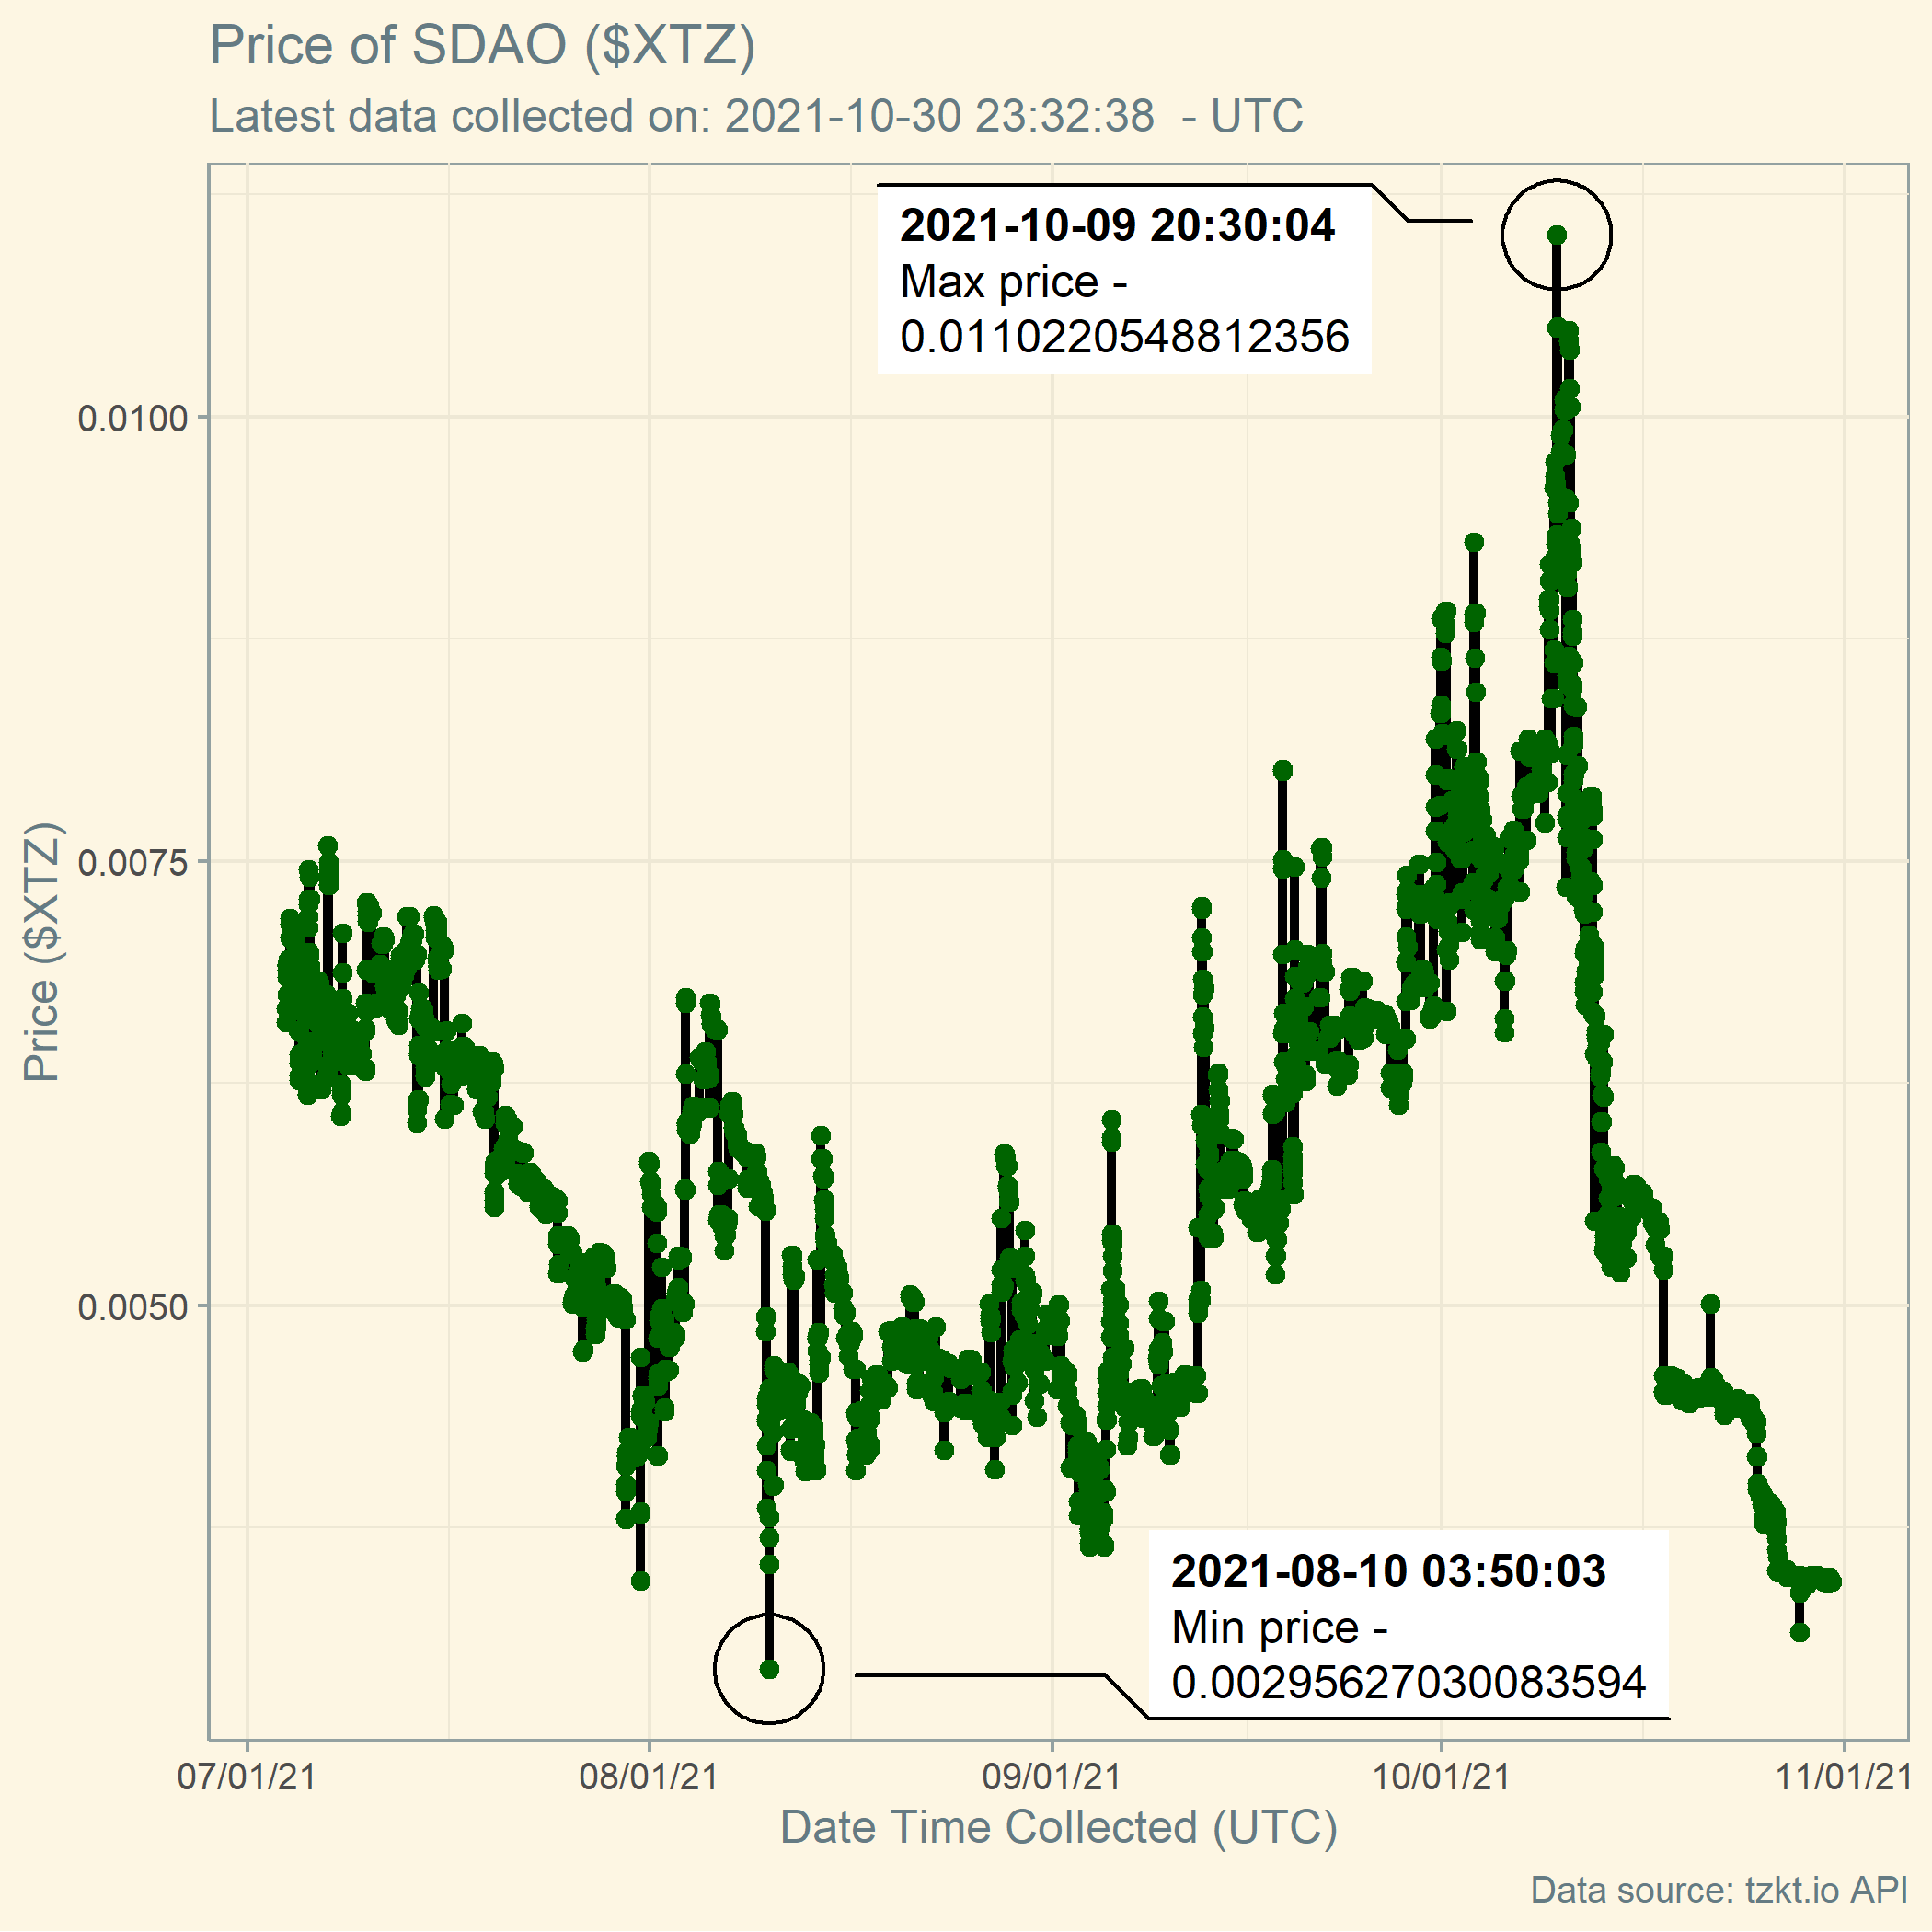 Price of SDAO ($XTZ)
Latest data collected on: 2021-10-30 23:32:38  - UTC
2021-10-09 20:30:04
Max price -
0.0110220548812356
0.0100
0.0075
0.0050
Price ($XTZ)
2021-08-10 03:50:03
Min price -
0.00295627030083594
07/01/21
08/01/21
09/01/21
10/01/21
11/01/21
Date Time Collected (UTC)
Data source: tzkt.io API